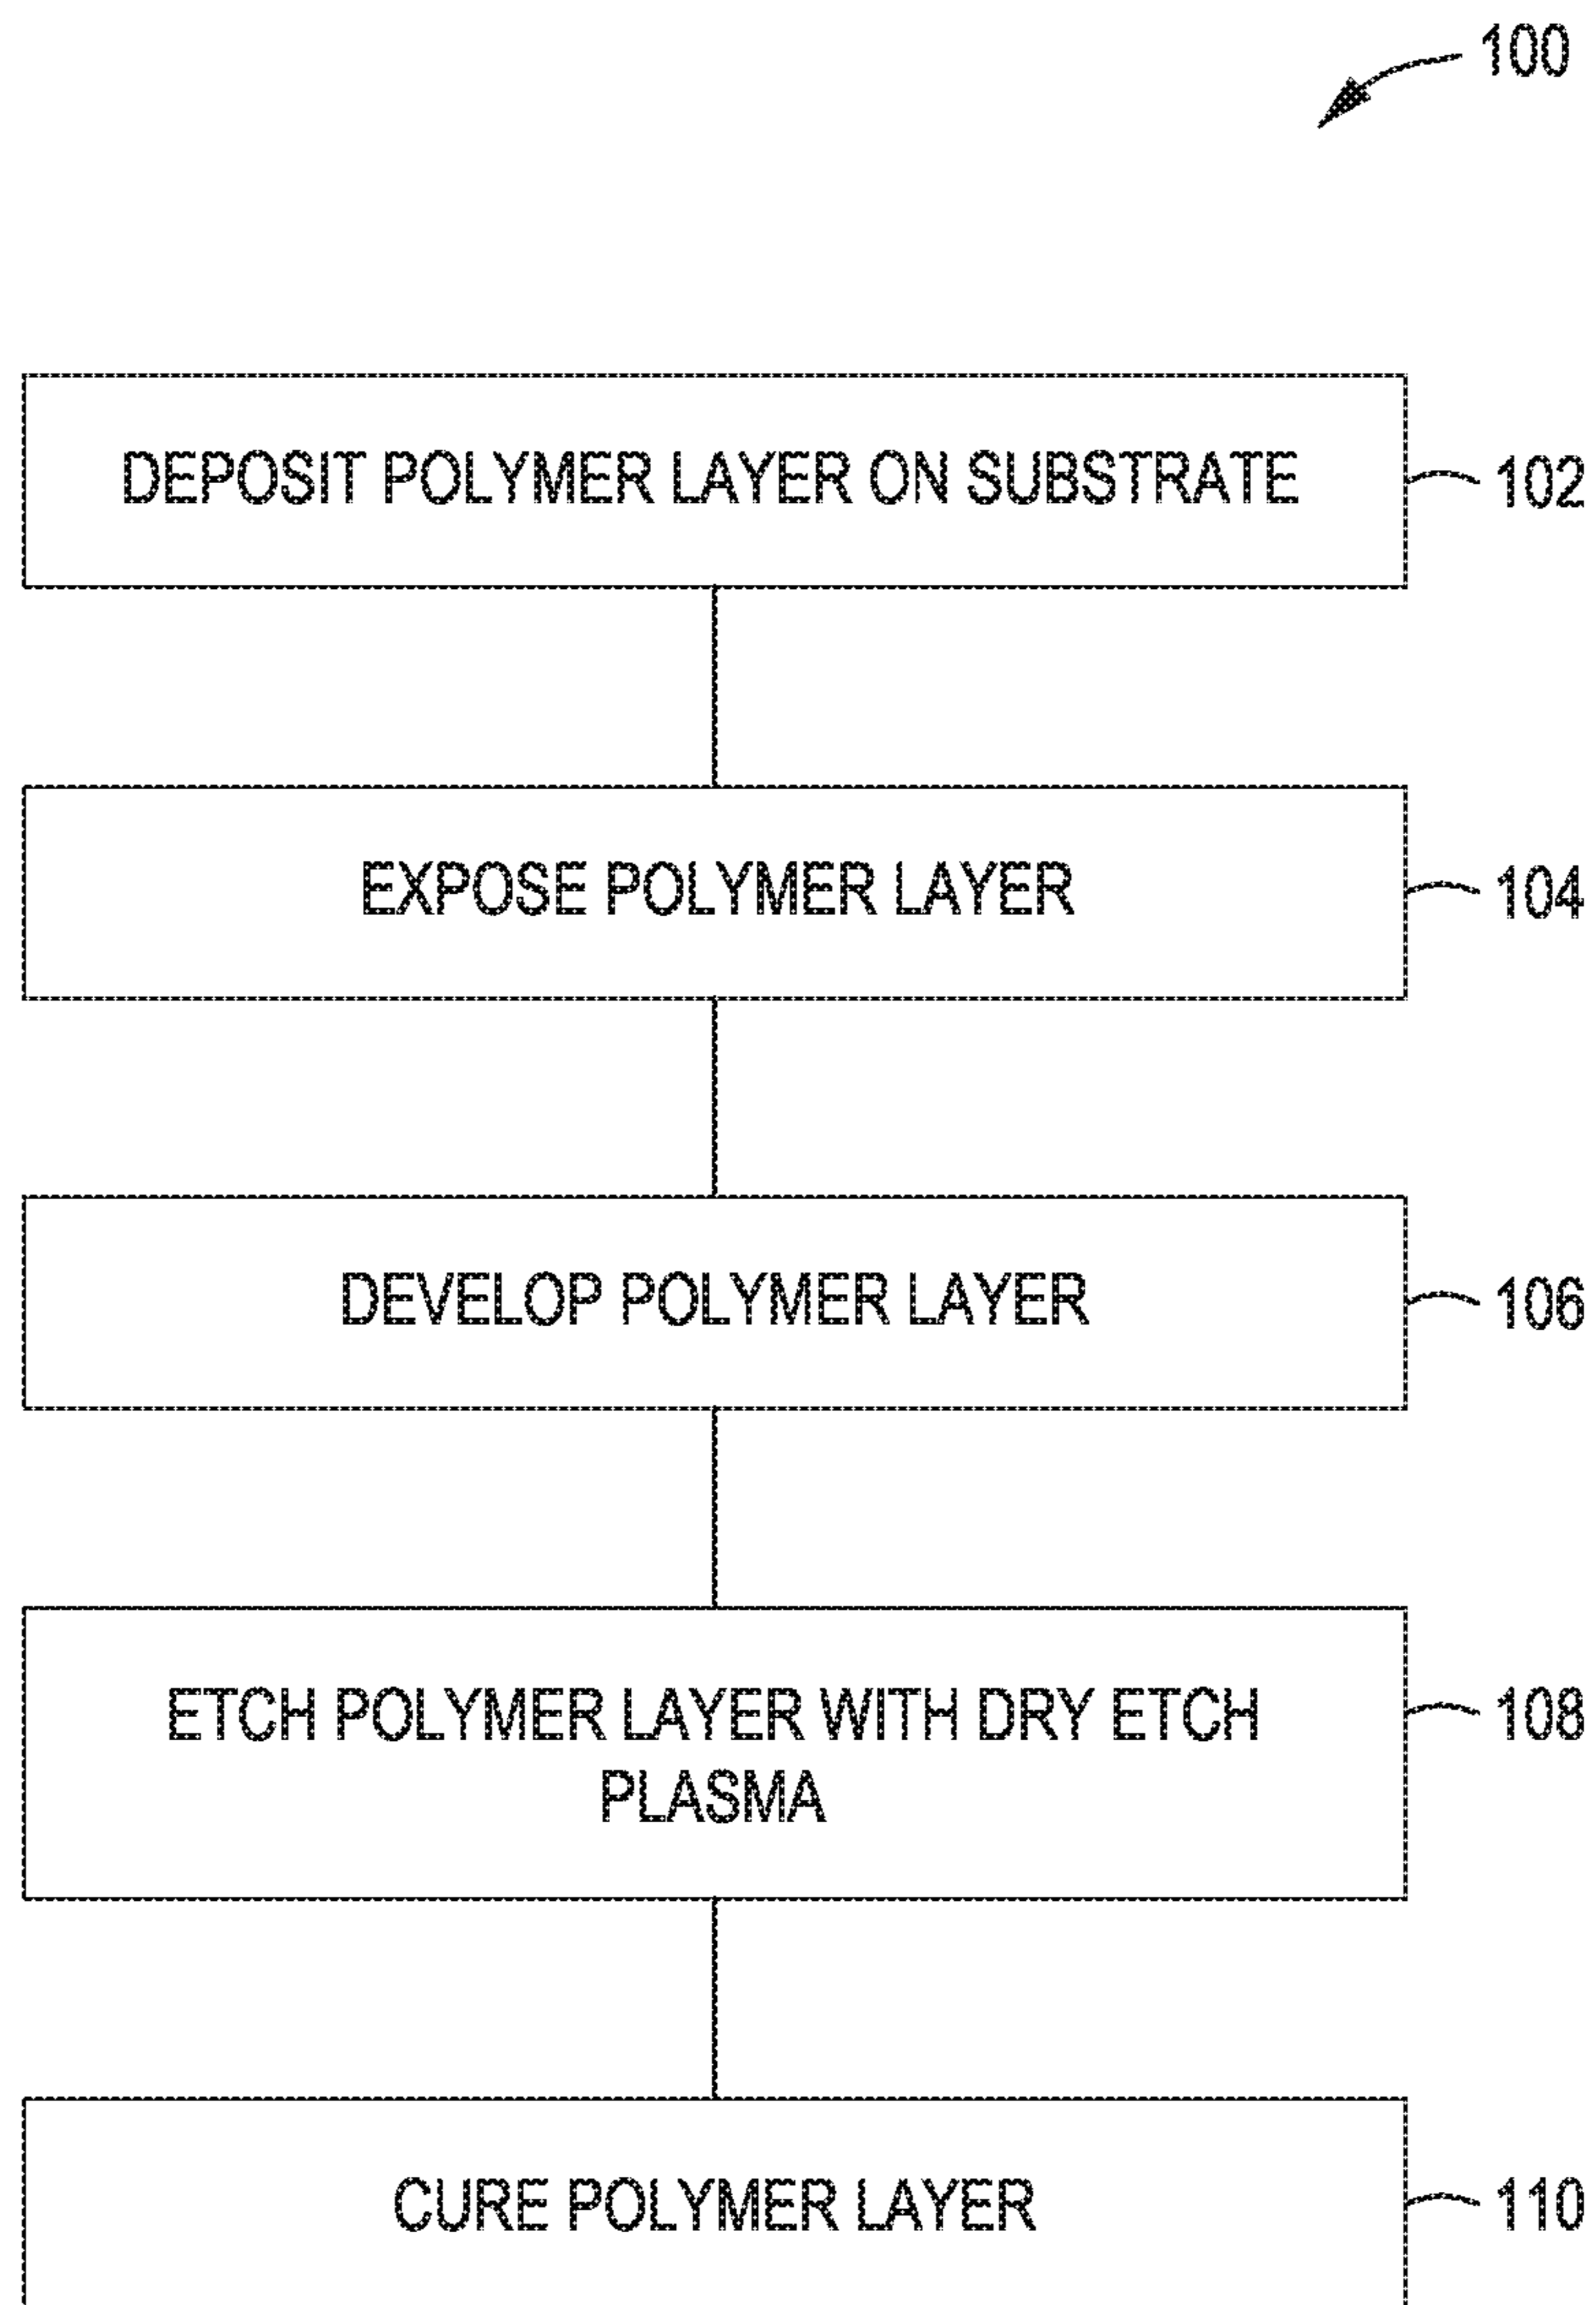 100
DEPOSIT POLYMER LAYER ON SUBSTRATE
102
EXPOSE POLYMER LAYER
104
DEVELOP POLYMER LAYER
106
ETCH POLYMER LAYER WITH DRY ETCH
PLASMA
108
CURE POLYMER LAYER
110